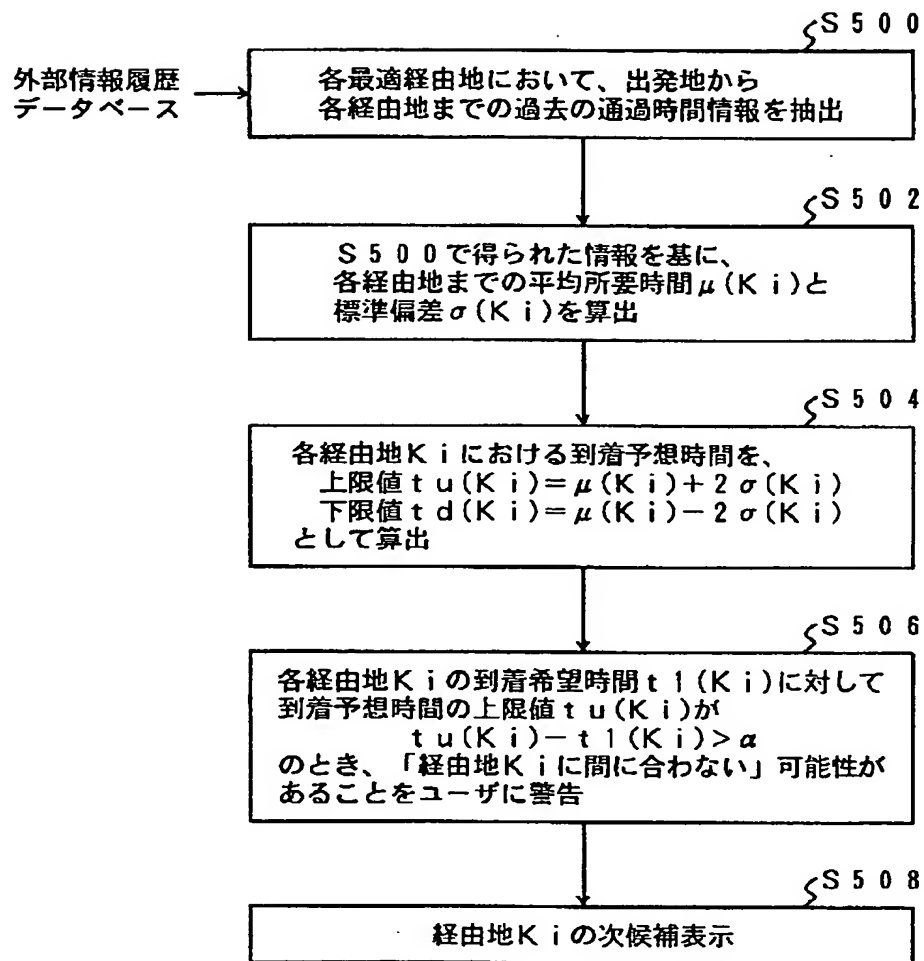 S500
外部情報履歴
データベース
各最適経由地において、出発地から
各経由地までの過去の通過時間情報を抽出
S502
S500で得られた情報を基に、
各経由地までの平均所要時間μ(Ki)と
標準偏差σ(Ki)を算出
S504
各経由地Kiにおける到着予想時間を、
上限値tu(Ki)=μ(Ki)+2σ(Ki)
下限値td(Ki)=μ(Ki)-2σ(Ki)
として算出
S506
各経由地Kiの到着希望時間t1(Ki)に対して
到着予想時間の上限値tu(Ki)が
tu(Ki)-t1(Ki)>α
のとき、「経由地Kiに間に合わない」可能性が
あることをユーザに警告
S508
経由地Kiの次候補表示